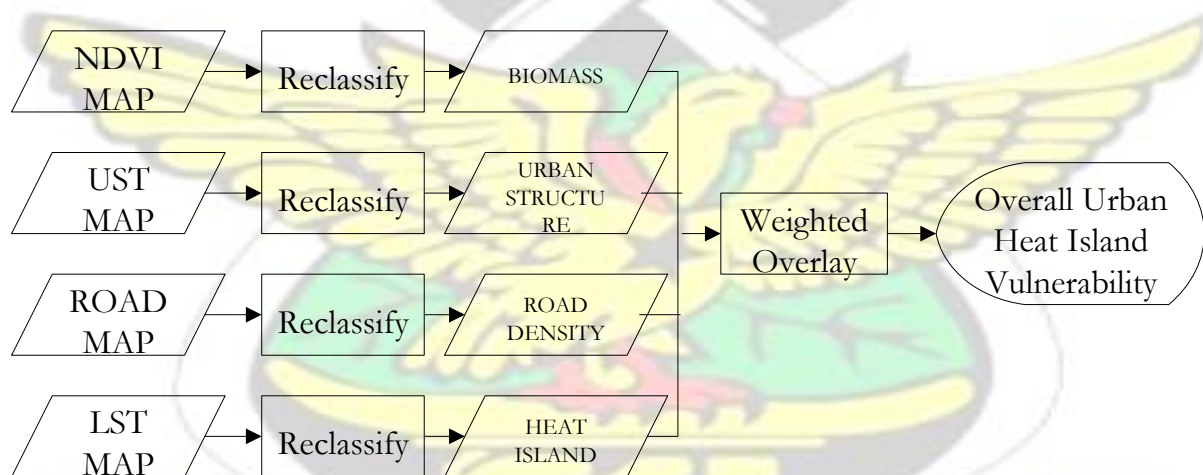 NDVI
MAP
Reclassify
BIOMASS
UST
MAP
Reclassify
URBAN
STRUCTU
RE
ROAD
MAP
Reclassify
ROAD
DENSITY
LST
MAP
Reclassify
HEAT
ISLAND
Weighted
Overlay
Overall Urban
Heat Island
Vulnerability